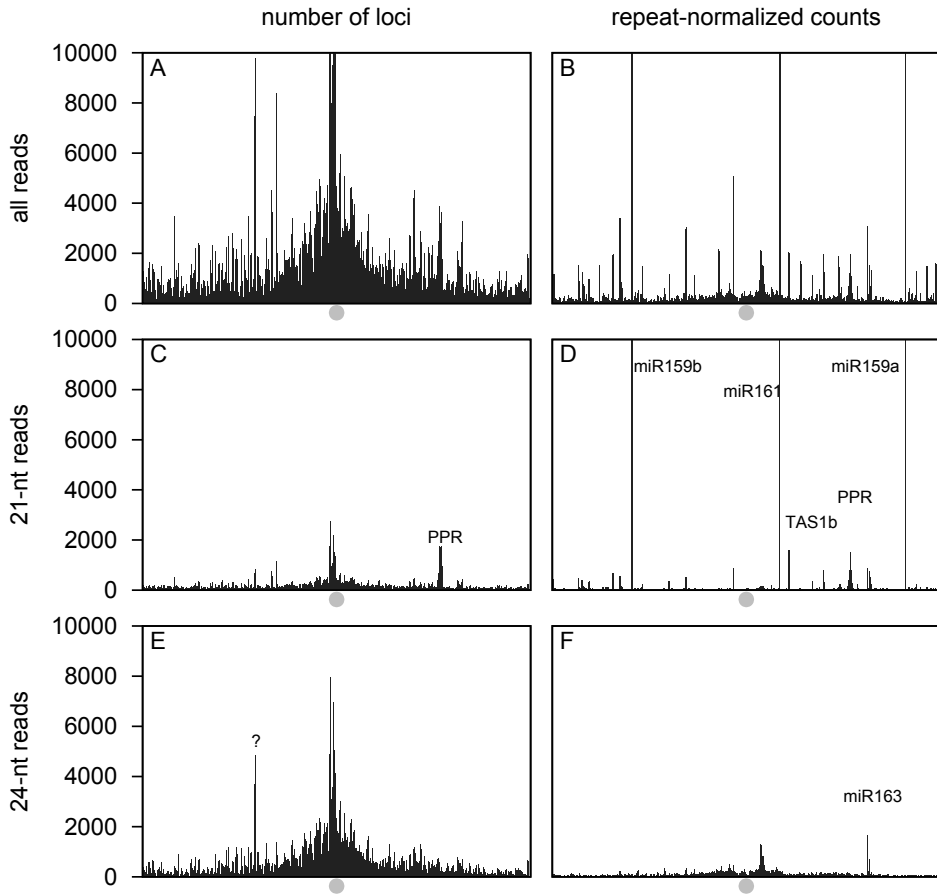 number of loci
repeat-normalized counts
all reads
10000
8000
6000
4000
2000
0
A
B
21-nt reads
10000
8000
6000
4000
2000
0
C
PPR
D
miR159b
miR159a
miR161
PPR
TAS1b
24-nt reads
10000
8000
6000
4000
2000
0
E
?
F
miR163